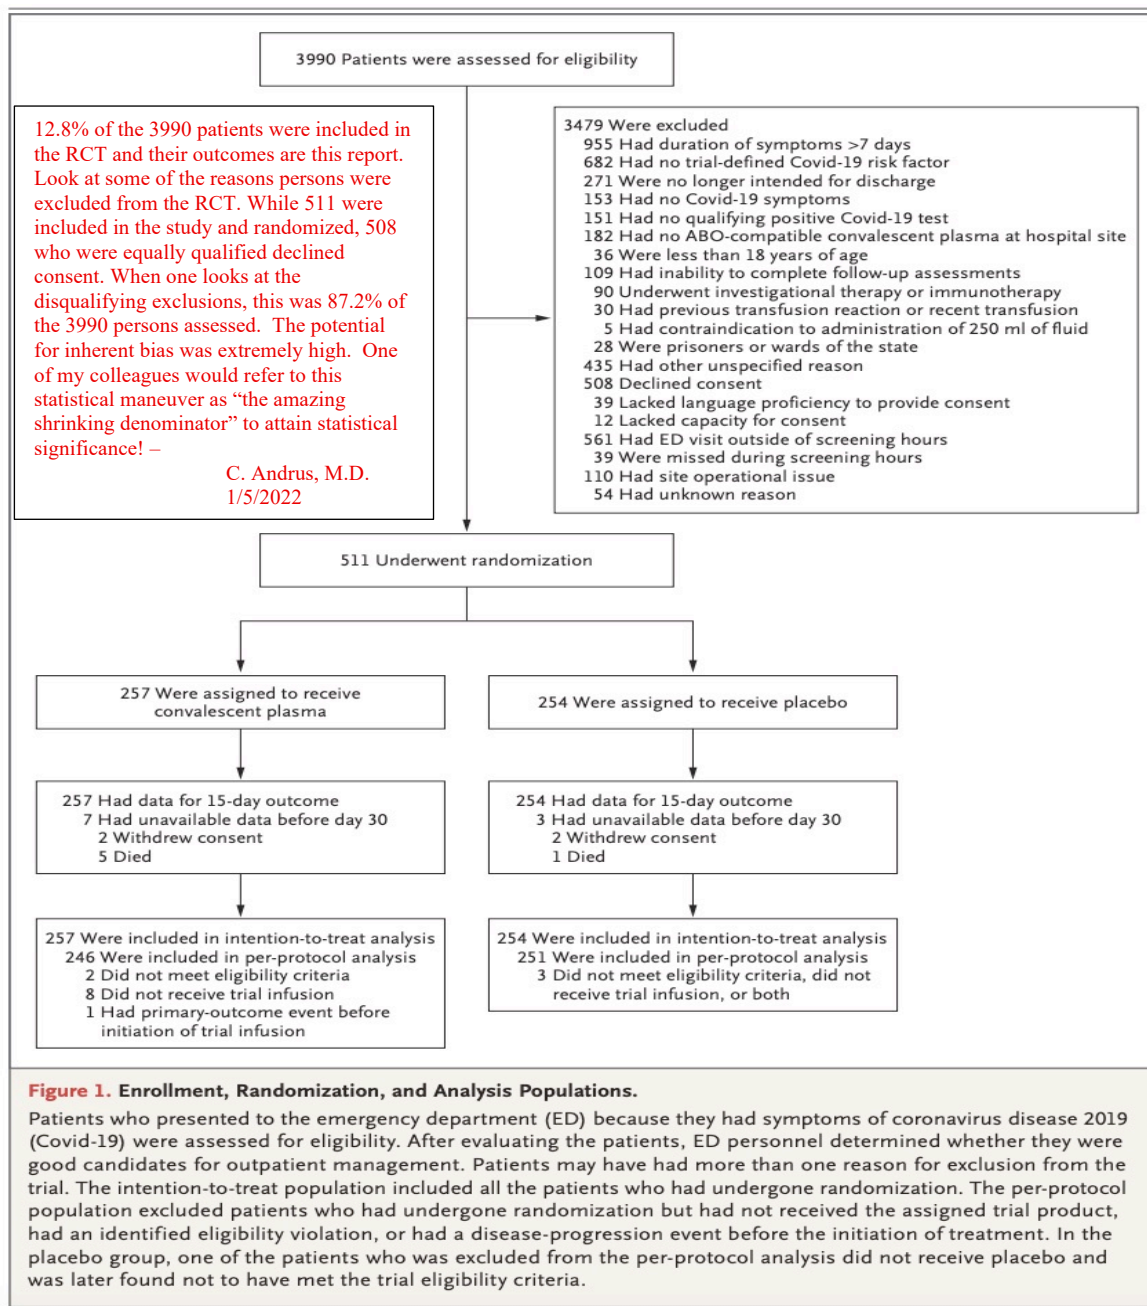 3990 Patients were assessed for eligibility
12.8% of the 3990 patients were included in
the RCT and their outcomes are this report.
Look at some of the reasons persons were
excluded from the RCT. While 511 were
included in the study and randomized, 508
who were equally qualified declined
consent. When one looks at the
disqualifying exclusions, this was 87.2% of
the 3990 persons assessed.  The potential
for inherent bias was extremely high.  One
of my colleagues would refer to this
statistical maneuver as “the amazing
shrinking denominator” to attain statistical
significance! –
C. Andrus, M.D.
1/5/2022
3479 Were excluded
955 Had duration of symptoms >7 days
682 Had no trial-defined Covid-19 risk factor
271 Were no longer intended for discharge
153 Had no Covid-19 symptoms
151 Had no qualifying positive Covid-19 test
182 Had no ABO-compatible convalescent plasma at hospital site
36 Were less than 18 years of age
109 Had inability to complete follow-up assessments
90 Underwent investigational therapy or immunotherapy
30 Had previous transfusion reaction or recent transfusion
5 Had contraindication to administration of 250 ml of fluid
28 Were prisoners or wards of the state
435 Had other unspecified reason
508 Declined consent
39 Lacked language proficiency to provide consent
12 Lacked capacity for consent
561 Had ED visit outside of screening hours
39 Were missed during screening hours
110 Had site operational issue
54 Had unknown reason
511 Underwent randomization
257 Were assigned to receive
convalescent plasma
254 Were assigned to receive placebo
257 Had data for 15-day outcome
7 Had unavailable data before day 30
2 Withdrew consent
5 Died
254 Had data for 15-day outcome
3 Had unavailable data before day 30
2 Withdrew consent
1 Died
257 Were included in intention-to-treat analysis
246 Were included in per-protocol analysis
2 Did not meet eligibility criteria
8 Did not receive trial infusion
1 Had primary-outcome event before
initiation of trial infusion
254 Were included in intention-to-treat analysis
251 Were included in per-protocol analysis
3 Did not meet eligibility criteria, did not
receive trial infusion, or both
Figure 1. Enrollment, Randomization, and Analysis Populations.
Patients who presented to the emergency department (ED) because they had symptoms of coronavirus disease 2019
(Covid-19) were assessed for eligibility. After evaluating the patients, ED personnel determined whether they were
good candidates for outpatient management. Patients may have had more than one reason for exclusion from the
trial. The intention-to-treat population included all the patients who had undergone randomization. The per-protocol
population excluded patients who had undergone randomization but had not received the assigned trial product,
had an identified eligibility violation, or had a disease-progression event before the initiation of treatment. In the
placebo group, one of the patients who was excluded from the per-protocol analysis did not receive placebo and
was later found not to have met the trial eligibility criteria.